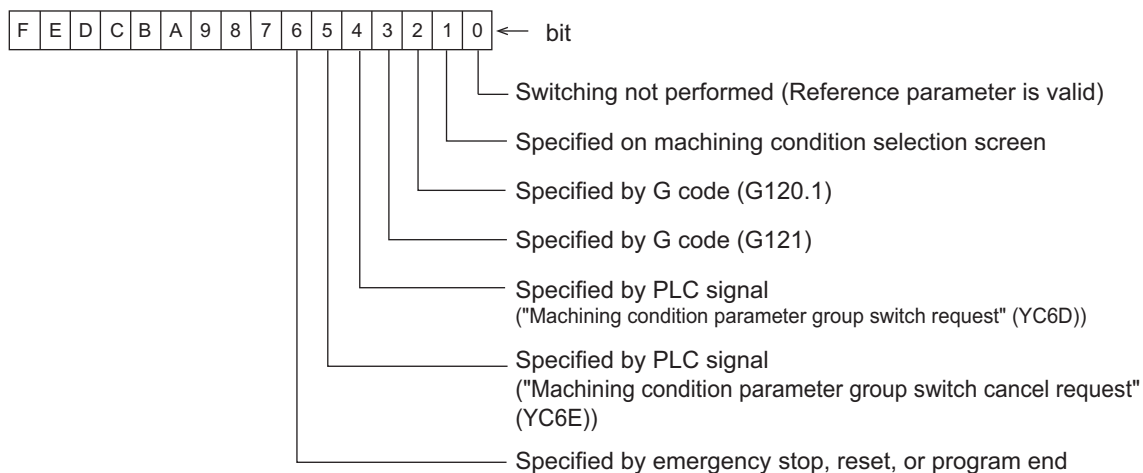 F E D C B A 9 8 7 6 5 4 3 2 1 0 bit
Switching not performed (Reference parameter is valid)
Specified on machining condition selection screen
Specified by G code (G120.1)
Specified by G code (G121)
Specified by PLC signal
("Machining condition parameter group switch request" (YC6D))
Specified by PLC signal
("Machining condition parameter group switch cancel request"
(YC6E))
Specified by emergency stop, reset, or program end